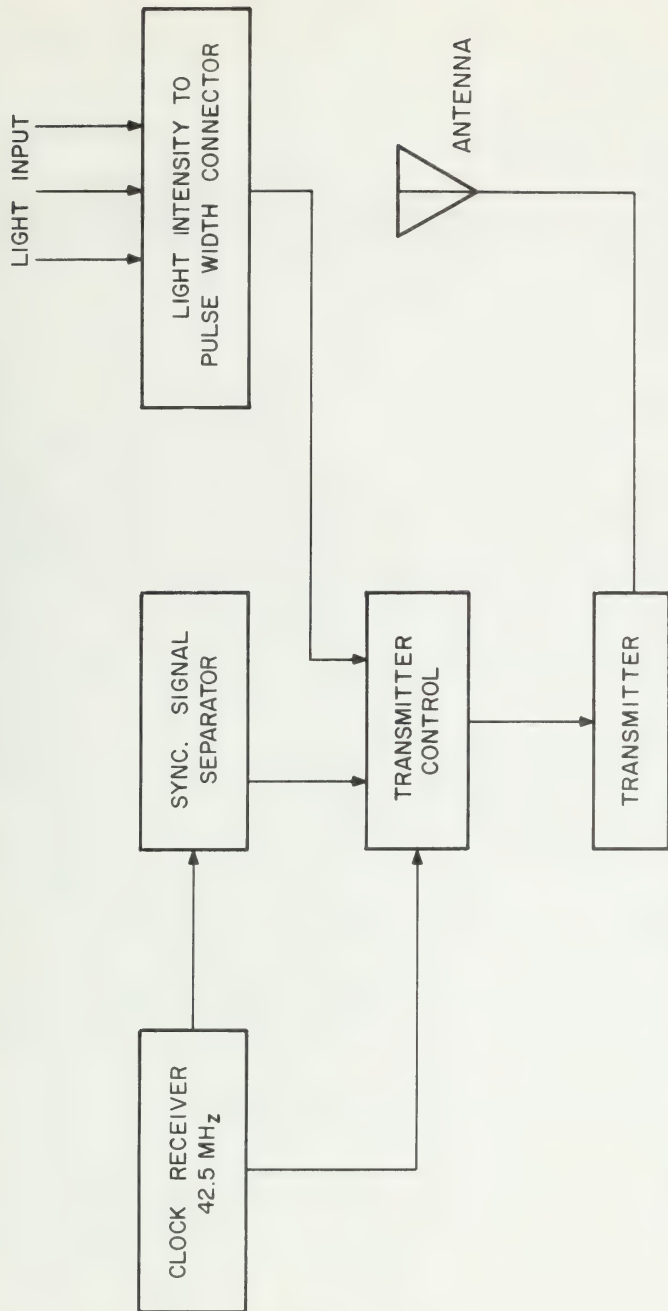 LIGHT INPUT
LIGHT INTENSITY TO
PULSE WIDTH CONNECTOR
SYNC. SIGNAL
SEPARATOR
CLOCK RECEIVER
42.5 MHz
TRANSMITTER
CONTROL
ANTENNA
TRANSMITTER